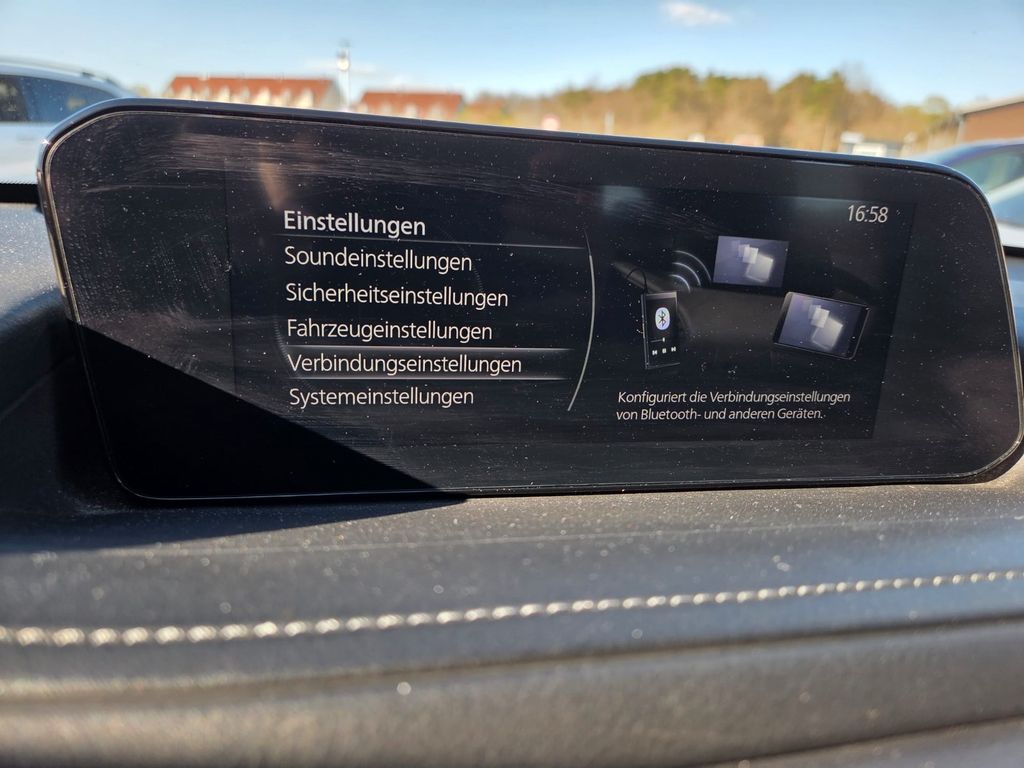 16:58
Einstellungen
Soundeinstellungen
Sicherheitseinstellungen
Fahrzeugeinstellungen
Verbindungseinstellungen
Systemeinstellungen
Konfiguriert die Verbindungseinstellungen
von Bluetooth- und anderen Geräten.